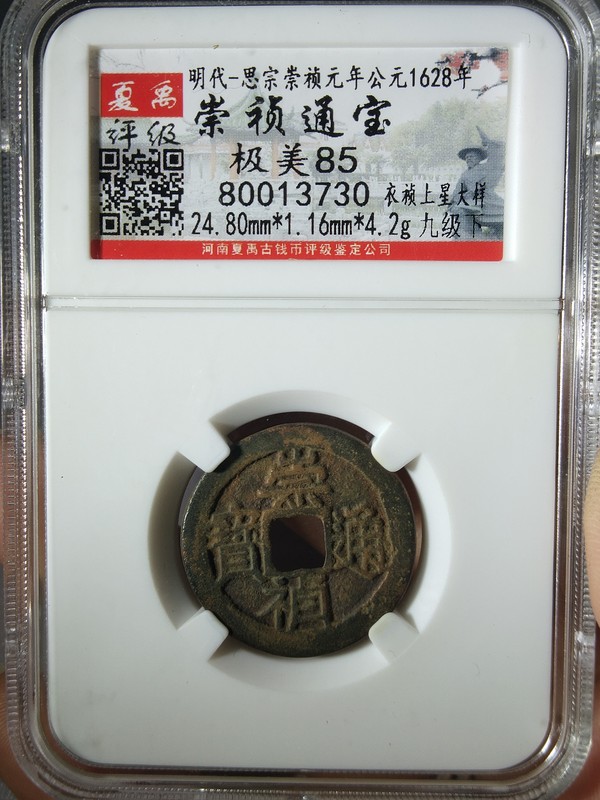 明代-思宗崇祯元年公元1628年
夏禹
评级
崇祯通宝
极美85
80013730 衣祯上星大样
24.80mm*1.16mm*4.2g 九级下
河南夏禹古钱币评级鉴定公司
崇
寶 通
祯